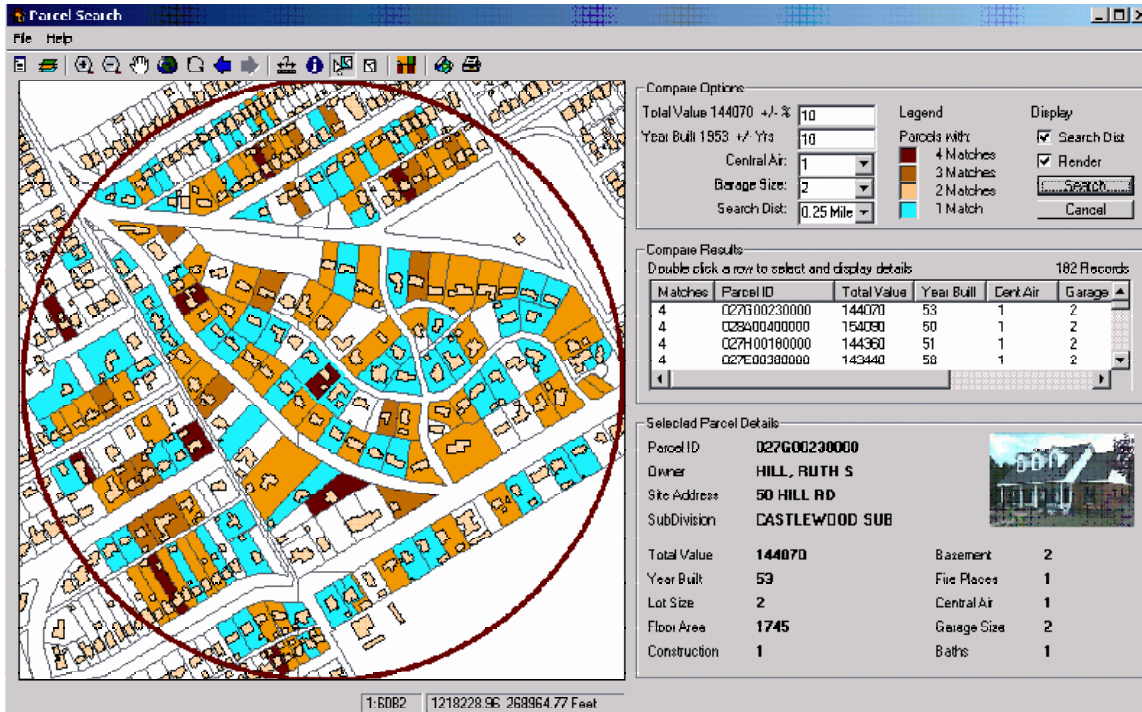 Parcel Search
File Help
Compare Options
Total Value 144070 +/- % 10
Year Built 1953 +/- Yrs 10
Central Air: 1
Garage Size: 2
Search Dist: 0.25 Mile
Legend
Parcels with:
4 Matches
3 Matches
2 Matches
1 Match
Display
Search Dist
Render
Search
Cancel
Compare Results
Double click a row to select and display details 182 Records
Matches Parcel ID Total Value Year Built Cent Air Garage
4 027G00230000 144070 53 1 2
4 028A00400000 154090 50 1 2
4 027H00180000 144360 51 1 2
4 027E00380000 143440 58 1 2
Selected Parcel Details
Parcel ID 027G00230000
Owner HILL, RUTH S
Site Address 50 HILL RD
SubDivision CASTLEWOOD SUB
Total Value 144070 Basement 2
Year Built 53 Fire Places 1
Lot Size 2 Central Air 1
Floor Area 1745 Garage Size 2
Construction 1 Baths 1
1:6082 1218228.96 268964.77 Feet